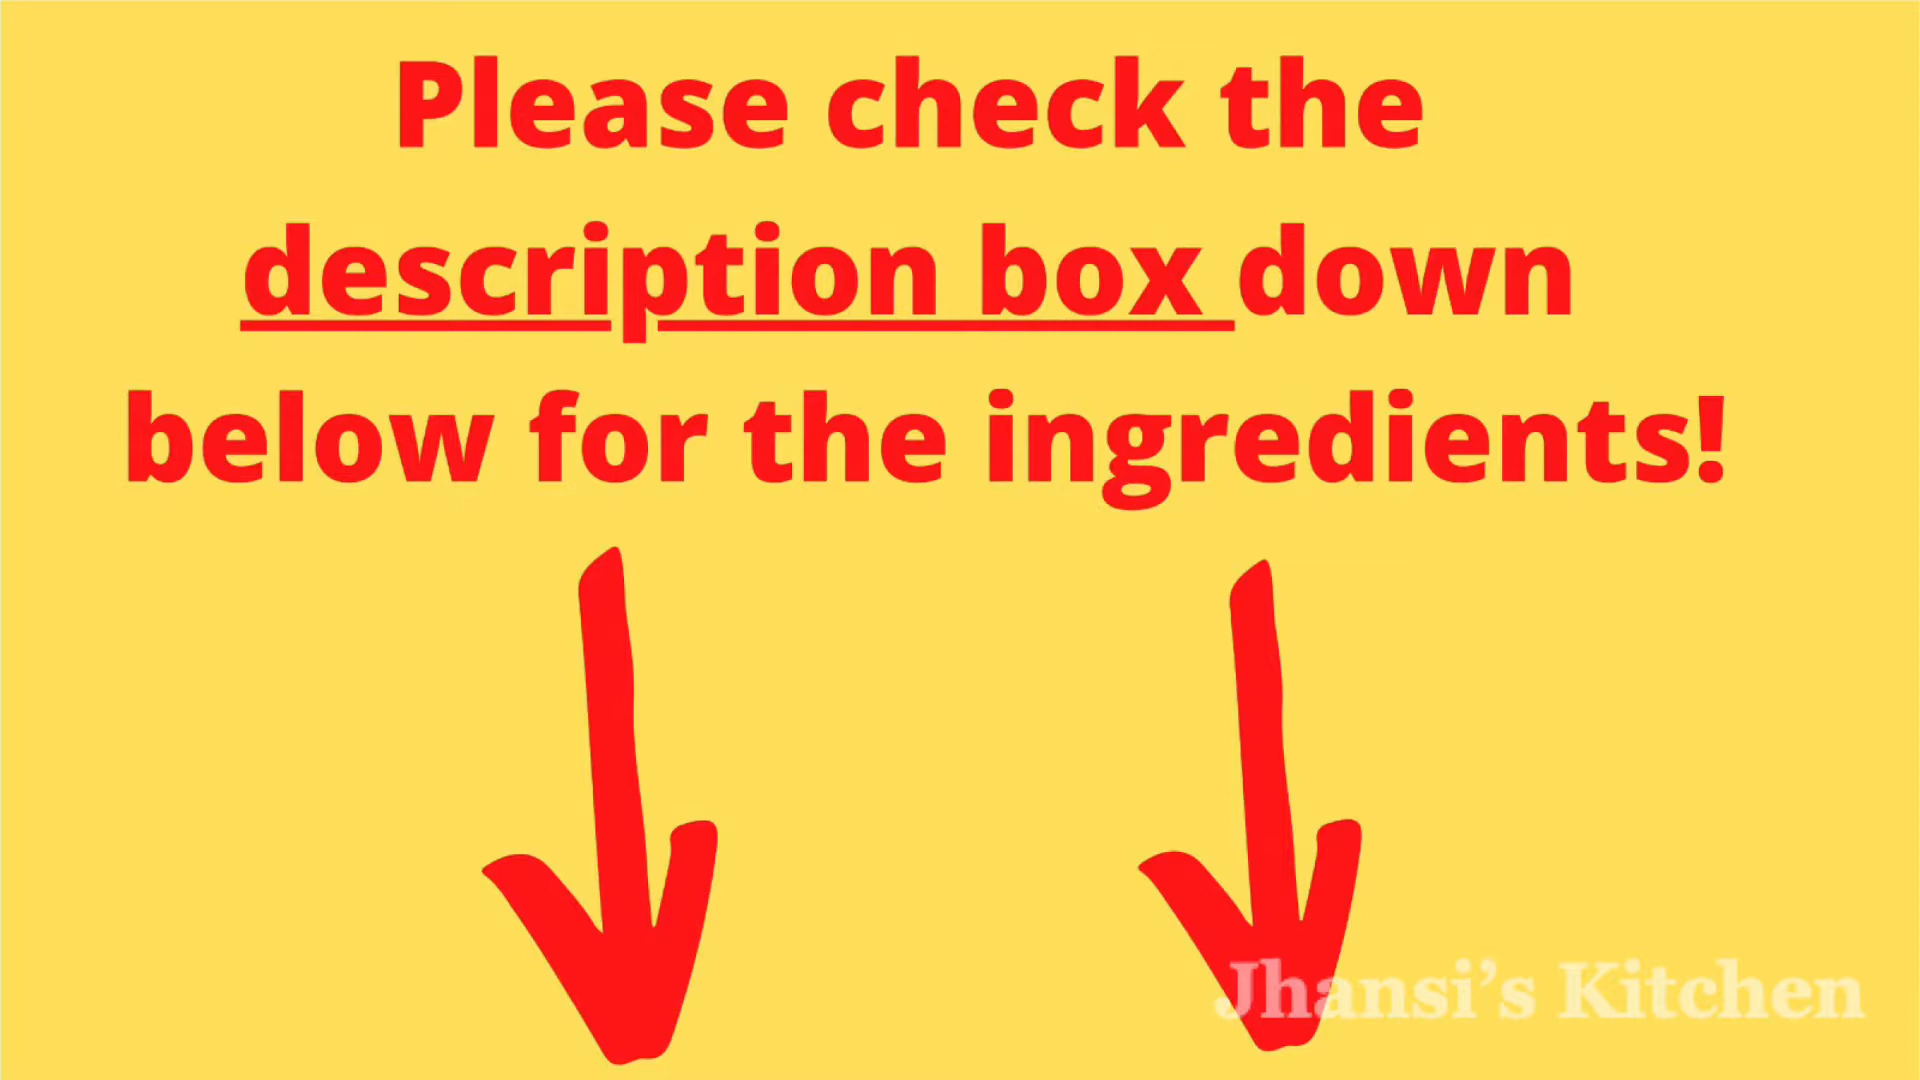 Please check the
description box down
below for the ingredients!
Jhansi's Kitchen